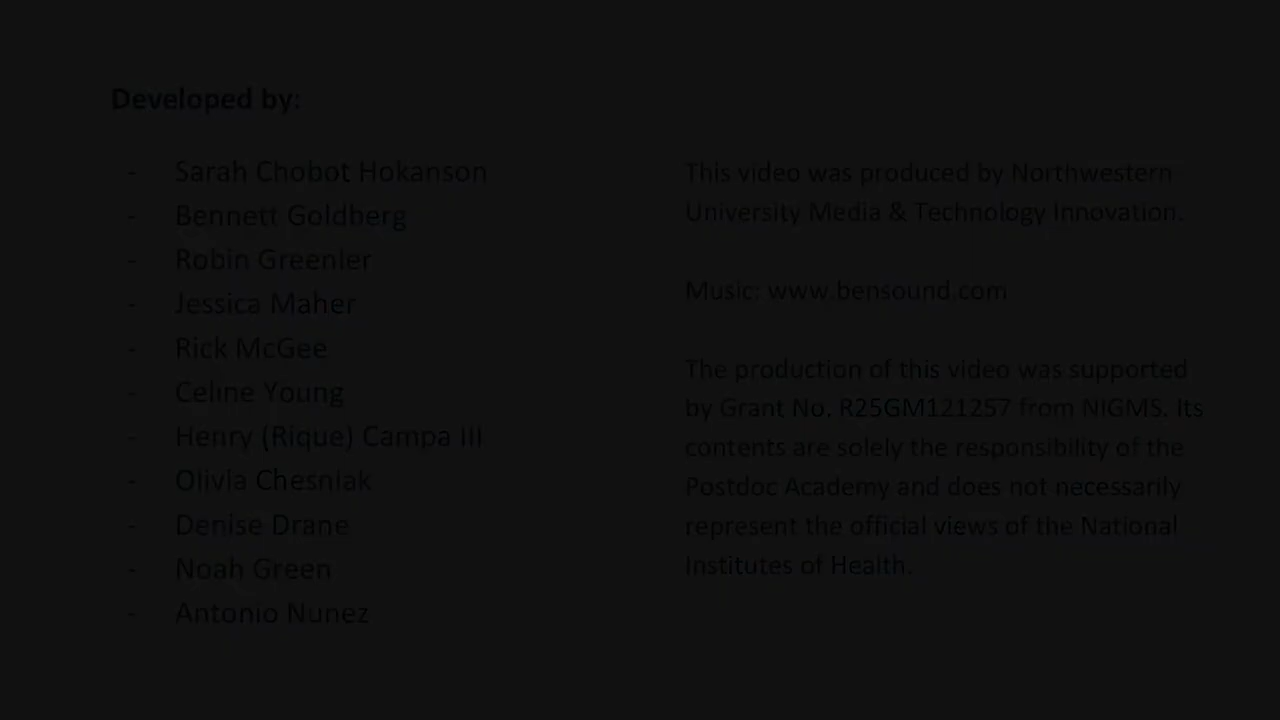 Developed by:
- Sarah Chobot Hokanson
- Bennett Goldberg
- Robin Greenler
- Jessica Maher
- Rick McGee
- Celine Young
- Henry (Rique) Campa III
- Olivia Chesniak
- Denise Drane
- Noah Green
- Antonio Nunez
This video was produced by Northwestern
University Media & Technology Innovation.
Music: www.bensound.com
The production of this video was supported
by Grant No. R25GM121257 from NIGMS. Its
contents are solely the responsibility of the
Postdoc Academy and does not necessarily
represent the official views of the National
Institutes of Health.